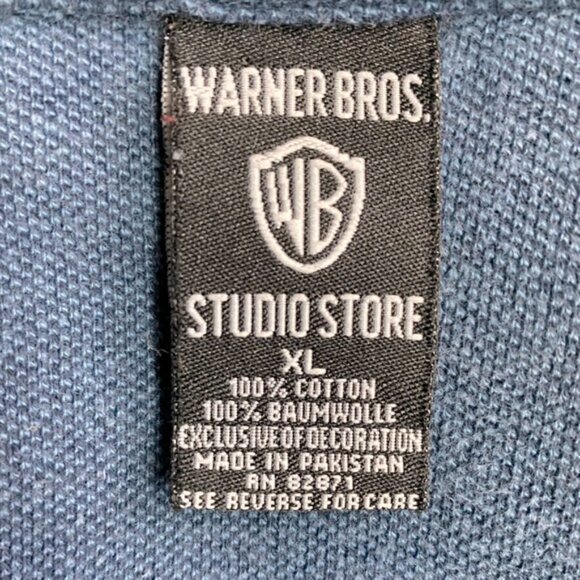 WARNER BROS.
WB
STUDIO STORE
XL
100% COTTON
100% BAUMWOLLE
EXCLUSIVE OF DECORATION
MADE IN PAKISTAN
RN 82871
SEE REVERSE FOR CARE